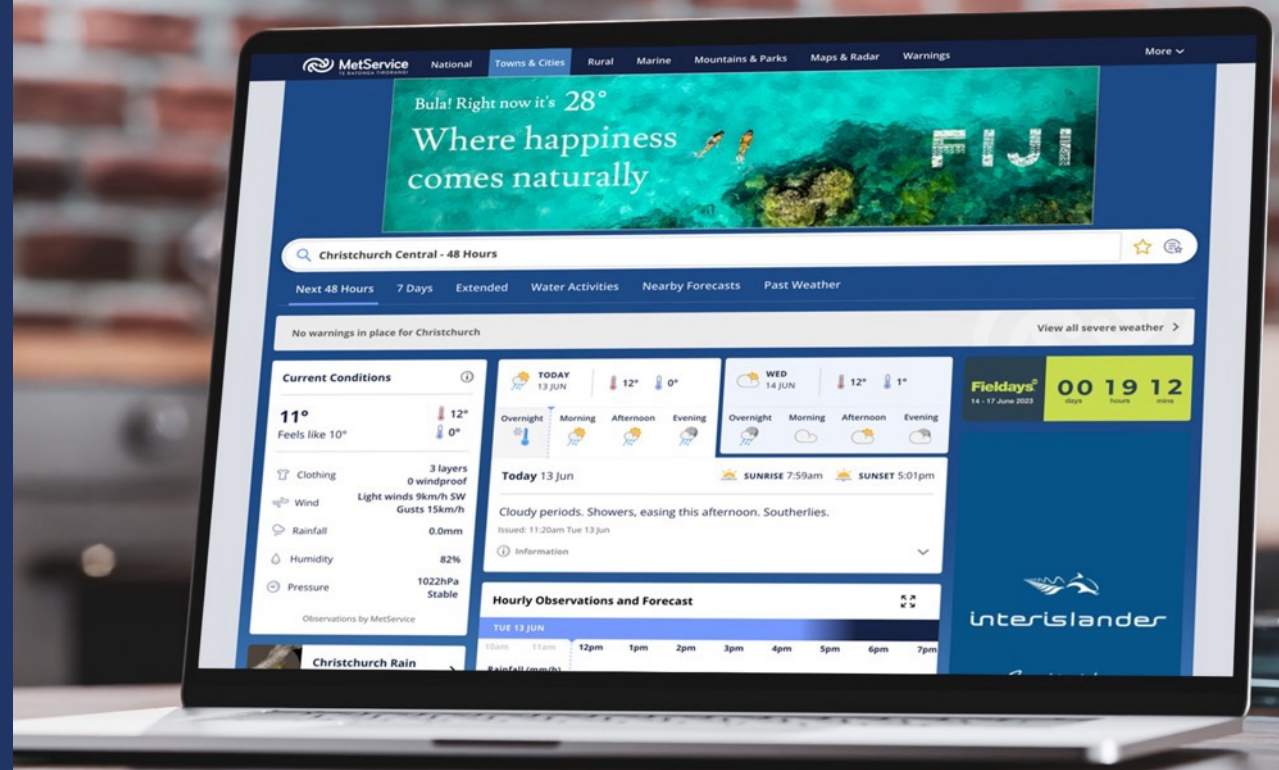 MetService
TE RATONGA TIRORANGI
National
Towns & Cities
Rural
Marine
Mountains & Parks
Maps & Radar
Warnings
More
Bula! Right now it's 28°
Where happiness
comes naturally
FIJI
Christchurch Central - 48 Hours
Next 48 Hours
7 Days
Extended
Water Activities
Nearby Forecasts
Past Weather
No warnings in place for Christchurch
View all severe weather
Current Conditions
11°
Feels like 10°
12°
0°
Clothing
3 layers
0 windproof
Wind
Light winds 9km/h SW
Gusts 15km/h
Rainfall
0.0mm
Humidity
82%
Pressure
1022hPa
Stable
Observations by MetService
Christchurch Rain
TODAY
13 JUN
12° 0°
Overnight Morning Afternoon Evening
WED
14 JUN
12° 1°
Overnight Morning Afternoon Evening
Today 13 Jun
SUNRISE 7:59am
SUNSET 5:01pm
Cloudy periods. Showers, easing this afternoon. Southerlies.
Issued: 11:20am Tue 13 Jun
Information
Hourly Observations and Forecast
TUE 13 JUN
10am 11am 12pm 1pm 2pm 3pm 4pm 5pm 6pm 7pm
Rainfall (mm/h)
Fieldays
14 - 17 June 2023
00 19 12
days hours mins
interislander